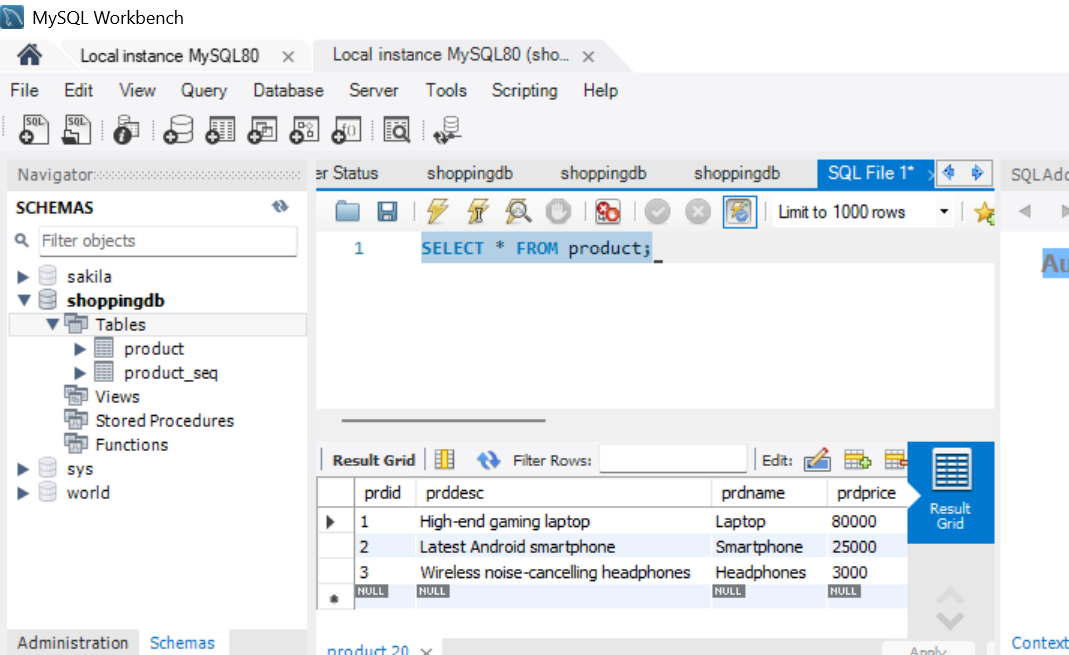 MySQL Workbench
Local instance MySQL80 × Local instance MySQL80 (sho... ×
File Edit View Query Database Server Tools Scripting Help
Navigator
SCHEMAS
Filter objects
sakila
shoppingdb
Tables
product
product_seq
Views
Stored Procedures
Functions
sys
world
Administration Schemas
er Status shoppingdb shoppingdb shoppingdb SQL File 1*
Limit to 1000 rows
1 SELECT * FROM product;
Result Grid Filter Rows: Edit:
prdid prddesc prdname prdprice
1 High-end gaming laptop Laptop 80000
2 Latest Android smartphone Smartphone 25000
3 Wireless noise-cancelling headphones Headphones 3000
NULL NULL NULL NULL
Result
Grid
product 20 ×
Apply
SQL Ad
Au
Context